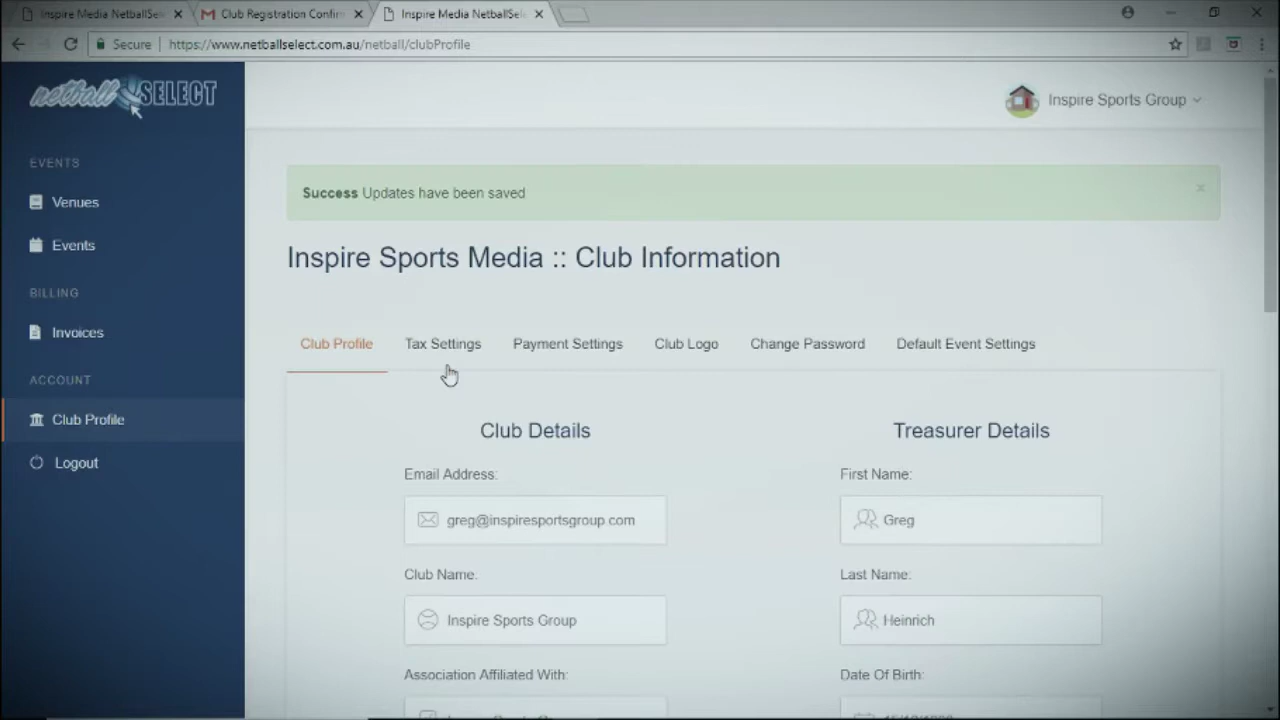 Inspire Media NetballSel
Club Registration Confir
Inspire Media NetballSel
Secure
https://www.netballselect.com.au/netball/clubProfile
netball SELECT
Inspire Sports Group
EVENTS
Venues
Events
BILLING
Invoices
ACCOUNT
Club Profile
Logout
Success Updates have been saved
×
Inspire Sports Media :: Club Information
Club Profile Tax Settings Payment Settings Club Logo Change Password Default Event Settings
Club Details
Email Address:
greg@inspiresportsgroup.com
Club Name.
Inspire Sports Group
Association Affiliated With:
Treasurer Details
First Name:
Greg
Last Name:
Heinrich
Date Of Birth: